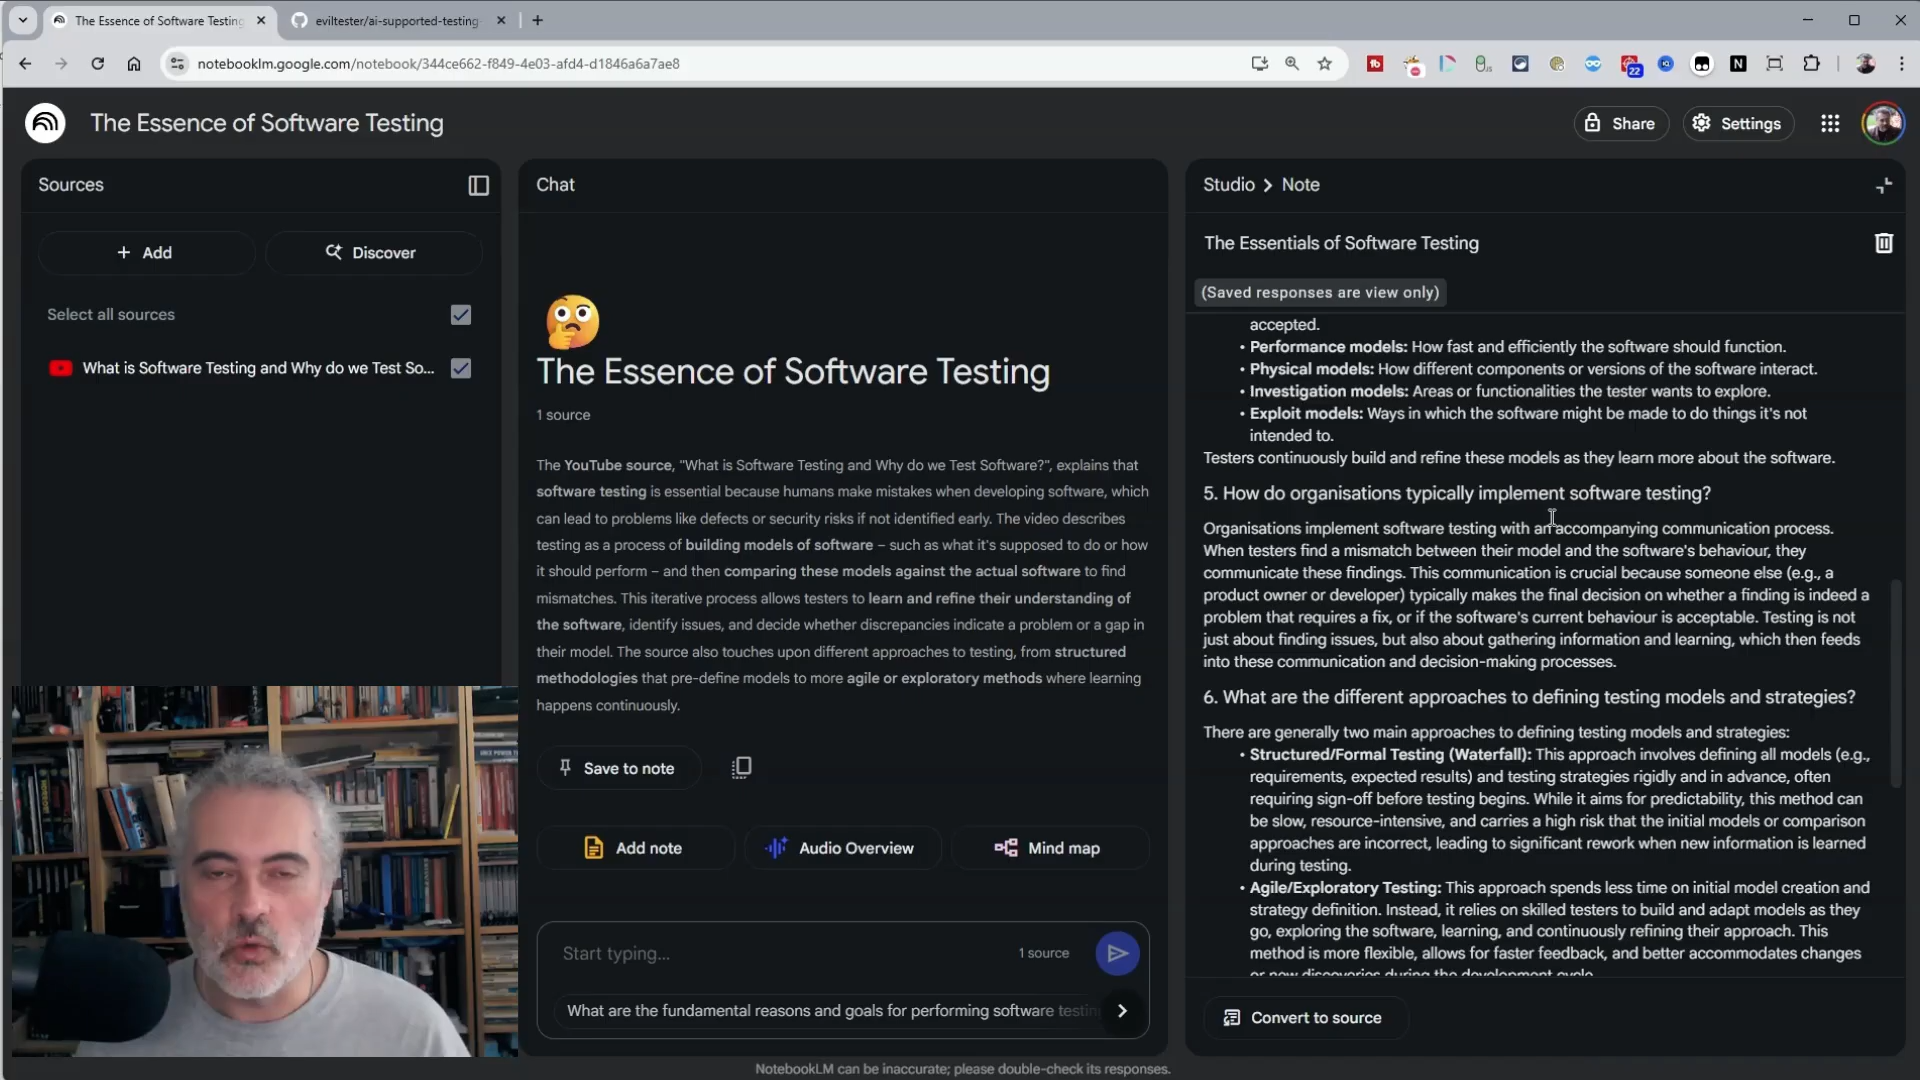 The Essence of Software Testing
eviltester/ai-supported-testing-
notebooklm.google.com/notebook/344ce662-f849-4e03-afd4-d1846a6a7ae8
22
The Essence of Software Testing
Share
Settings
Sources
Add
Discover
Select all sources
What is Software Testing and Why do we Test So...
Chat
The Essence of Software Testing
1 source
The YouTube source, "What is Software Testing and Why do we Test Software?", explains that
software testing is essential because humans make mistakes when developing software, which
can lead to problems like defects or security risks if not identified early. The video describes
testing as a process of building models of software – such as what it's supposed to do or how
it should perform – and then comparing these models against the actual software to find
mismatches. This iterative process allows testers to learn and refine their understanding of
the software, identify issues, and decide whether discrepancies indicate a problem or a gap in
their model. The source also touches upon different approaches to testing, from structured
methodologies that pre-define models to more agile or exploratory methods where learning
happens continuously.
Save to note
Add note
Audio Overview
Mind map
Start typing...
1 source
What are the fundamental reasons and goals for performing software testin
Studio > Note
The Essentials of Software Testing
(Saved responses are view only)
accepted.
• Performance models: How fast and efficiently the software should function.
• Physical models: How different components or versions of the software interact.
• Investigation models: Areas or functionalities the tester wants to explore.
• Exploit models: Ways in which the software might be made to do things it's not
intended to.
Testers continuously build and refine these models as they learn more about the software.
5. How do organisations typically implement software testing?
Organisations implement software testing with an accompanying communication process.
When testers find a mismatch between their model and the software's behaviour, they
communicate these findings. This communication is crucial because someone else (e.g., a
product owner or developer) typically makes the final decision on whether a finding is indeed a
problem that requires a fix, or if the software's current behaviour is acceptable. Testing is not
just about finding issues, but also about gathering information and learning, which then feeds
into these communication and decision-making processes.
6. What are the different approaches to defining testing models and strategies?
There are generally two main approaches to defining testing models and strategies:
• Structured/Formal Testing (Waterfall): This approach involves defining all models (e.g.,
requirements, expected results) and testing strategies rigidly and in advance, often
requiring sign-off before testing begins. While it aims for predictability, this method can
be slow, resource-intensive, and carries a high risk that the initial models or comparison
approaches are incorrect, leading to significant rework when new information is learned
during testing.
• Agile/Exploratory Testing: This approach spends less time on initial model creation and
strategy definition. Instead, it relies on skilled testers to build and adapt models as they
go, exploring the software, learning, and continuously refining their approach. This
method is more flexible, allows for faster feedback, and better accommodates changes
or new discoveries during the development cycle.
Convert to source
NotebookLM can be inaccurate; please double-check its responses.